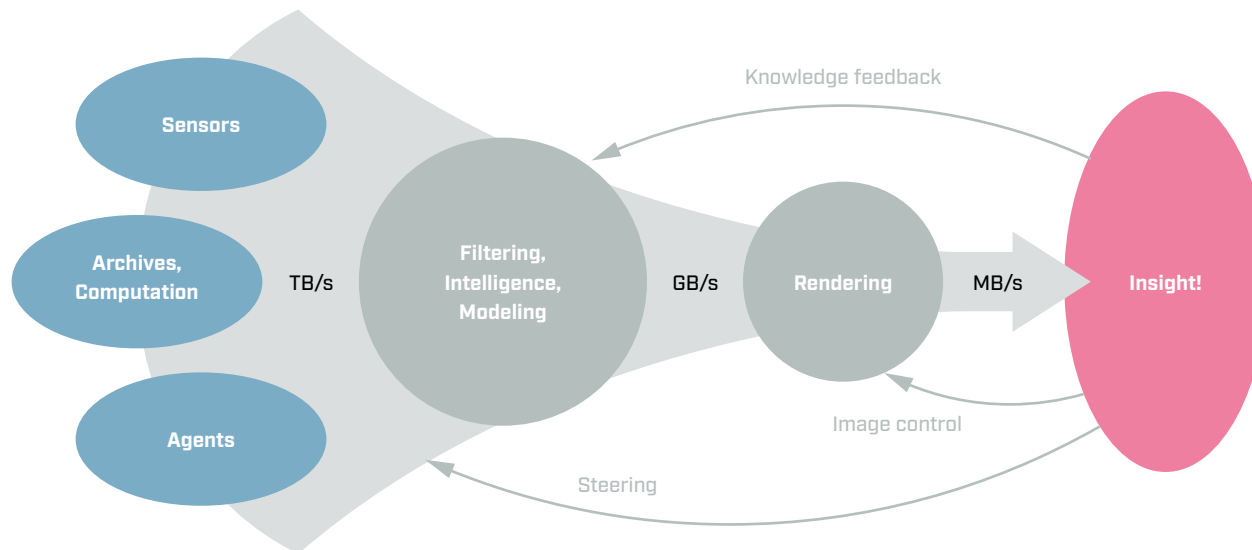 Knowledge feedback
Sensors
Filtering,
Intelligence,
Modeling
Archives,
Computation
TB/s
GB/s
Rendering
MB/s
Insight!
Agents
Image control
Steering